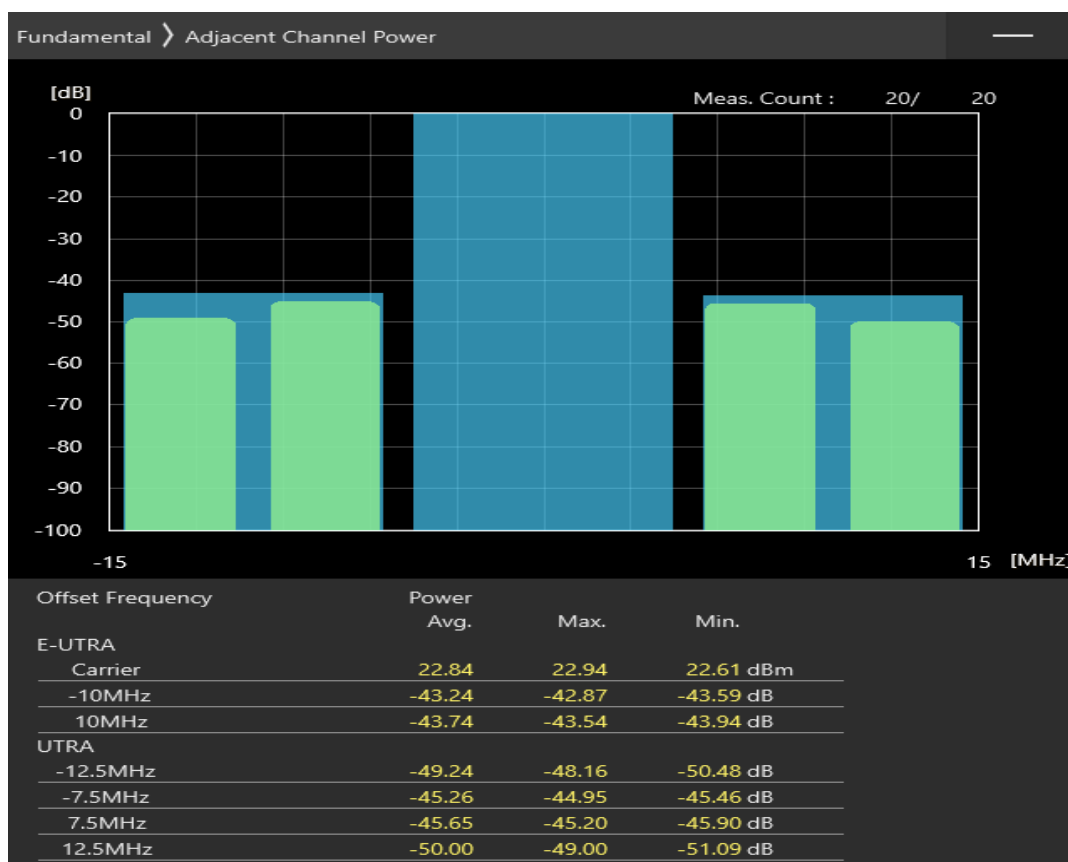 Fundamental 〉 Adjacent Channel Power
[dB]
Meas. Count : 20/ 20
0
-10
-20
-30
-40
-50
-60
-70
-80
-90
-100
-15 15 [MHz]
Offset Frequency Power
Avg. Max. Min.
E-UTRA
Carrier 22.84 22.94 22.61 dBm
-10MHz -43.24 -42.87 -43.59 dB
10MHz -43.74 -43.54 -43.94 dB
UTRA
-12.5MHz -49.24 -48.16 -50.48 dB
-7.5MHz -45.26 -44.95 -45.46 dB
7.5MHz -45.65 -45.20 -45.90 dB
12.5MHz -50.00 -49.00 -51.09 dB